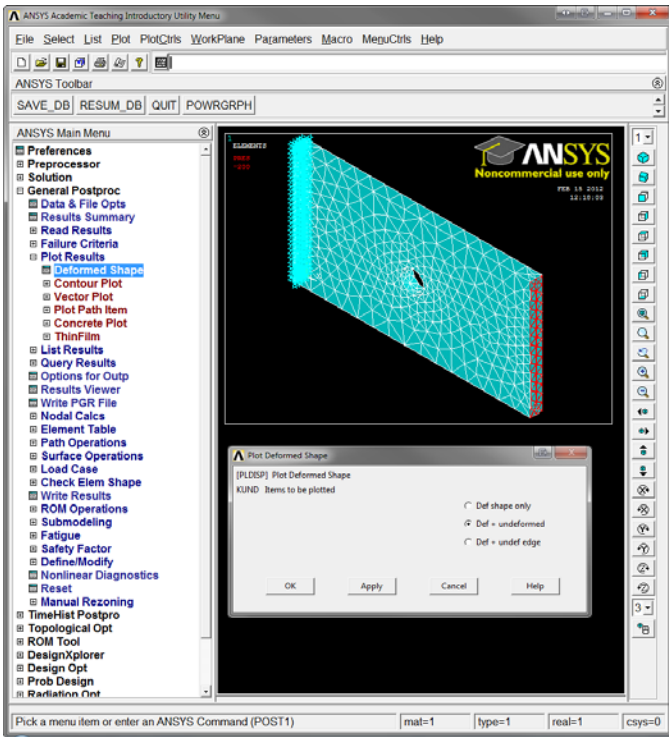 ANSYS Academic Teaching Introductory Utility Menu
File Select List Plot PlotCtrls WorkPlane Parameters Macro MenuCtrls Help
ANSYS Toolbar
SAVE_DB RESUM_DB QUIT POWRGRPH
ANSYS Main Menu
Preferences
Preprocessor
Solution
General Postproc
Data & File Opts
Results Summary
Read Results
Failure Criteria
Plot Results
Deformed Shape
Contour Plot
Vector Plot
Plot Path Item
Concrete Plot
ThinFilm
List Results
Query Results
Options for Outp
Results Viewer
Write PGR File
Nodal Calcs
Element Table
Path Operations
Surface Operations
Load Case
Check Elem Shape
Write Results
ROM Operations
Submodeling
Fatigue
Safety Factor
Define/Modify
Nonlinear Diagnostics
Reset
Manual Rezoning
TimeHist Postpro
Topological Opt
ROM Tool
DesignXplorer
Design Opt
Prob Design
Radiation Opt
1
ELEMENTS
PRES
-200
ANSYS
Noncommercial use only
FEB 15 2012
1
3
Plot Deformed Shape
[PLDISP] Plot Deformed Shape
KUND Items to be plotted
Def shape only
Def + undeformed
Def + undef edge
OK Apply Cancel Help
Pick a menu item or enter an ANSYS Command (POST1) mat=1 type=1 real=1 csys=0